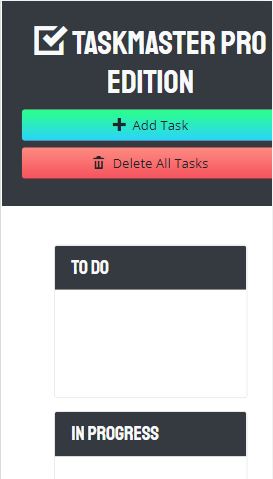 TASKMASTER PRO
EDITION
Add Task
Delete All Tasks
TO DO
IN PROGRESS